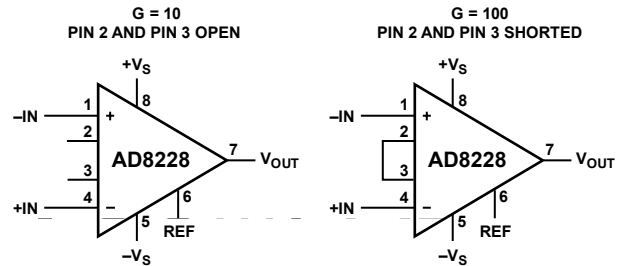 G = 10
PIN 2 AND PIN 3 OPEN
+VS
–IN
1
+
8
2
AD8228
7
VOUT
3
+IN
4
–
6
5
REF
–VS
G = 100
PIN 2 AND PIN 3 SHORTED
+VS
–IN
1
+
8
2
AD8228
7
VOUT
3
+IN
4
–
6
5
REF
–VS